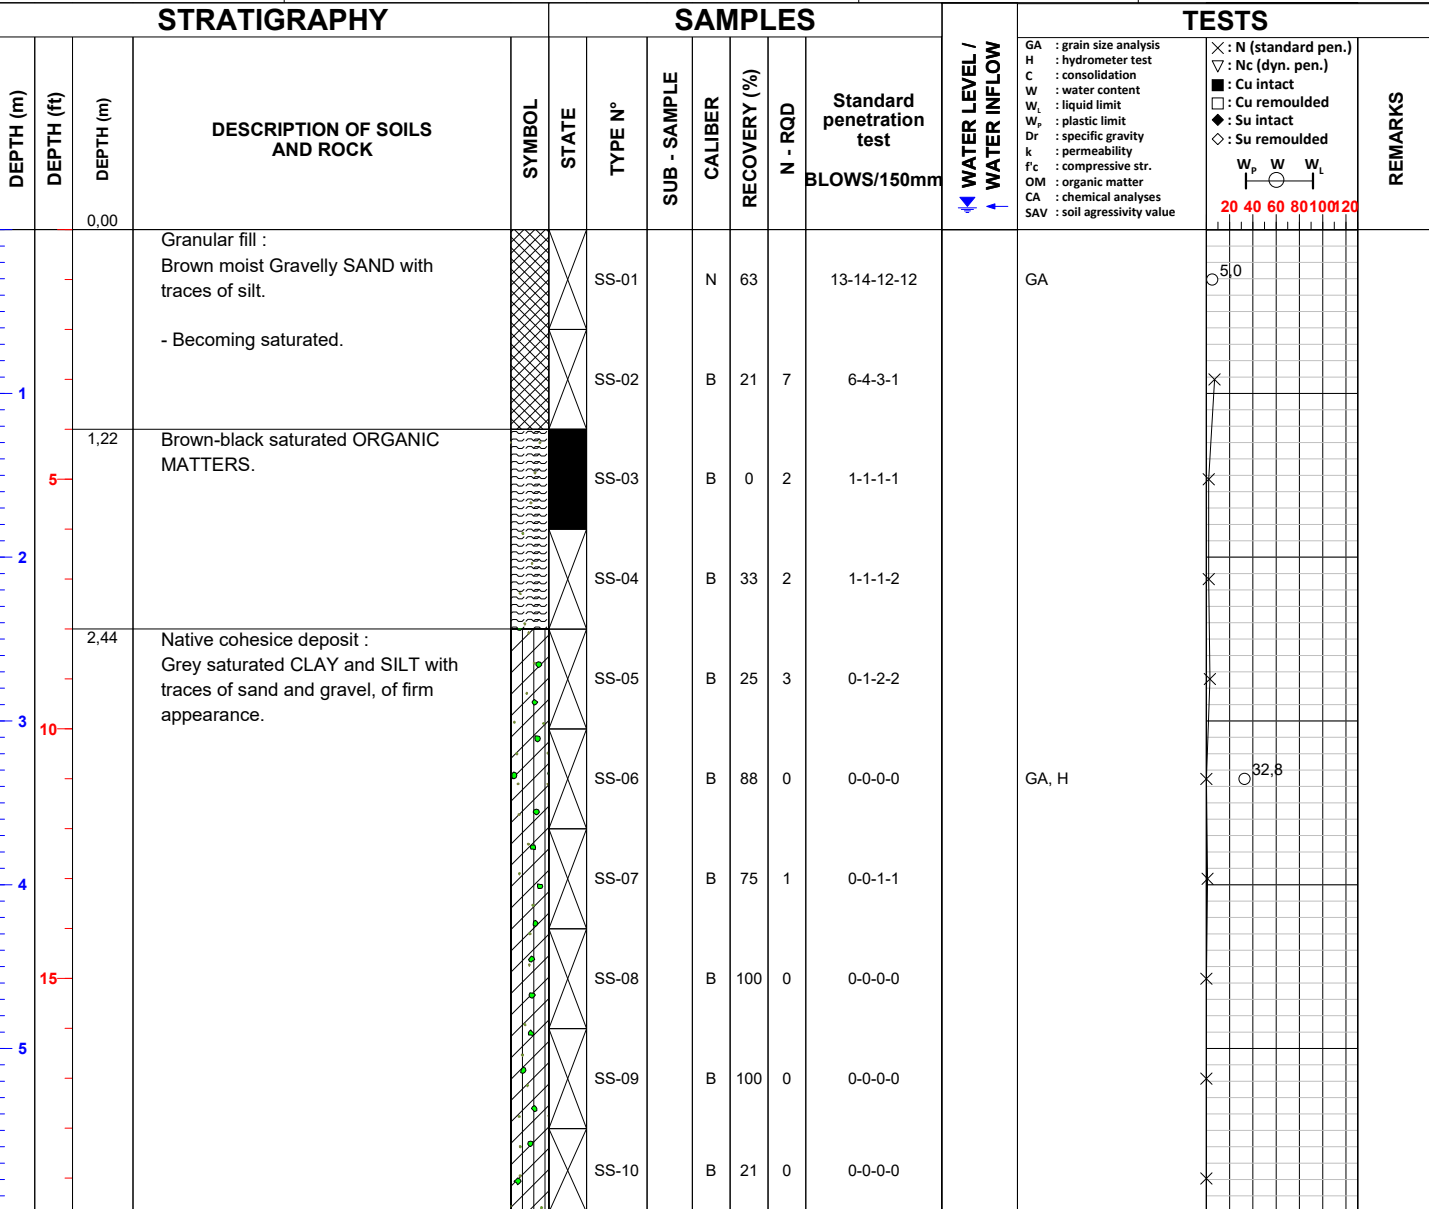 STRATIGRAPHY
SAMPLES
TESTS
DEPTH (m)
DEPTH (ft)
DEPTH (m)
0,00
DESCRIPTION OF SOILS
AND ROCK
SYMBOL
STATE
TYPE N°
SUB - SAMPLE
CALIBER
RECOVERY (%)
N - RQD
Standard
penetration
test
BLOWS/150mm
WATER LEVEL /
WATER INFLOW
GA : grain size analysis
H : hydrometer test
C : consolidation
W : water content
WL : liquid limit
WP : plastic limit
Dr : specific gravity
k : permeability
f'c : compressive str.
OM : organic matter
CA : chemical analyses
SAV : soil agressivity value
: N (standard pen.)
: Nc (dyn. pen.)
: Cu intact
: Cu remoulded
: Su intact
: Su remoulded
WP W WL
20 40 60 80 100 120
REMARKS
Granular fill :
Brown moist Gravelly SAND with
traces of silt.
SS-01 N 63 13-14-12-12 GA 5,0
- Becoming saturated.
SS-02 B 21 7 6-4-3-1
1
1,22 Brown-black saturated ORGANIC
MATTERS.
5 SS-03 B 0 2 1-1-1-1
2
SS-04 B 33 2 1-1-1-2
2,44 Native cohesice deposit :
Grey saturated CLAY and SILT with
traces of sand and gravel, of firm
appearance.
SS-05 B 25 3 0-1-2-2
3
10
SS-06 B 88 0 0-0-0-0 GA, H 32,8
SS-07 B 75 1 0-0-1-1
4
15 SS-08 B 100 0 0-0-0-0
5
SS-09 B 100 0 0-0-0-0
SS-10 B 21 0 0-0-0-0